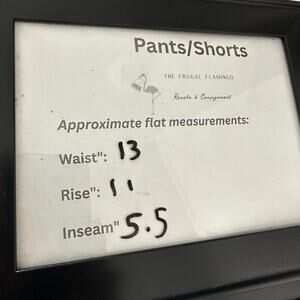 Pants/Shorts
THE FRUGAL FLAMINGO
Resale & Consignment
Approximate flat measurements:
Waist": 13
Rise": 11
Inseam" 5.5